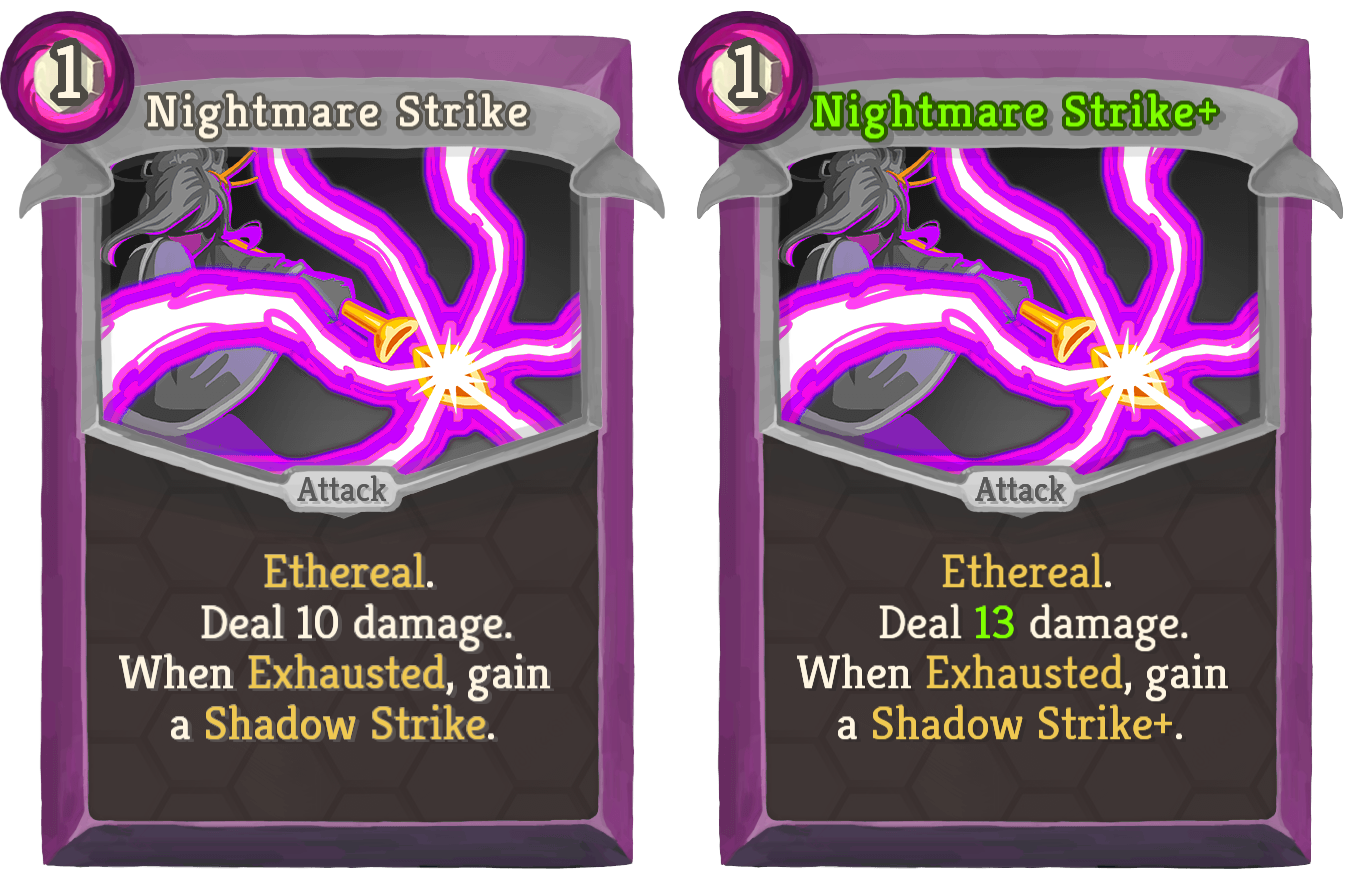 1
Nightmare Strike
Attack
Ethereal.
Deal 10 damage.
When Exhausted, gain
a Shadow Strike.
1
Nightmare Strike+
Attack
Ethereal.
Deal 13 damage.
When Exhausted, gain
a Shadow Strike+.